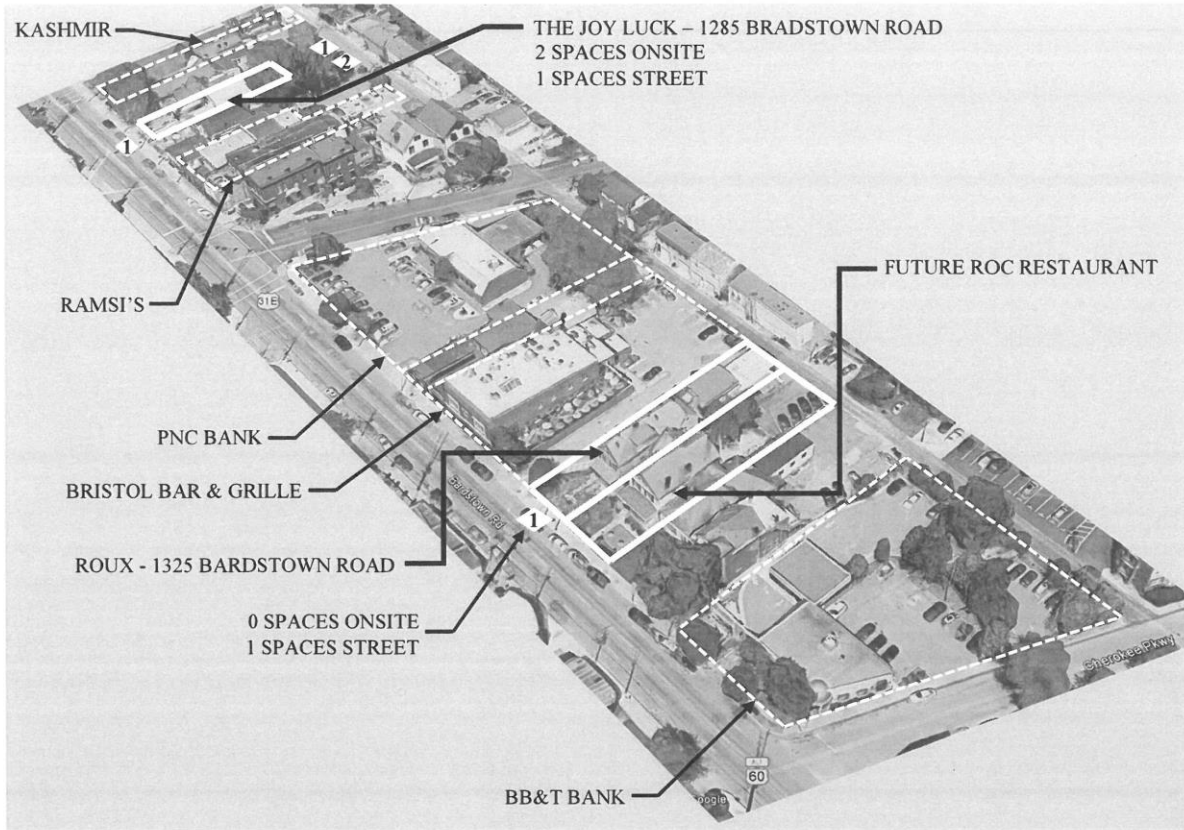 KASHMIR
THE JOY LUCK – 1285 BRADSTOWN ROAD
2 SPACES ONSITE
1 SPACES STREET
1
2
1
RAMSI'S
31E
FUTURE ROC RESTAURANT
PNC BANK
BRISTOL BAR & GRILLE
Bardstown Rd
1
ROUX - 1325 BARDSTOWN ROAD
0 SPACES ONSITE
1 SPACES STREET
Cherokee Pkwy
60
BB&T BANK